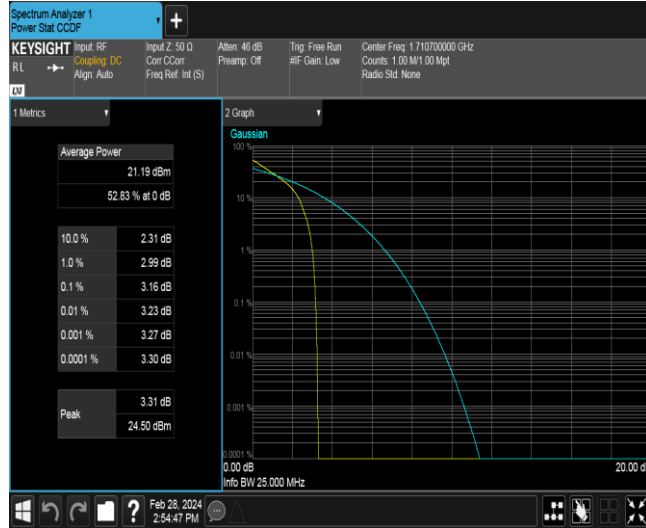 Spectrum Analyzer 1
Power Stat CCDF
+
KEYSIGHT
RL
LXI
Input: RF
Coupling: DC
Align: Auto
Input Z: 50 Ω
Corr CCorr
Freq Ref: Int (S)
Atten: 46 dB
Preamp: Off
Trig: Free Run
#IF Gain: Low
Center Freq: 1.710700000 GHz
Counts: 1.00 M/1.00 Mpt
Radio Std: None
1 Metrics
Average Power
21.19 dBm
52.83 % at 0 dB
10.0 % 2.31 dB
1.0 % 2.99 dB
0.1 % 3.16 dB
0.01 % 3.23 dB
0.001 % 3.27 dB
0.0001 % 3.30 dB
Peak
3.31 dB
24.50 dBm
2 Graph
Gaussian
100 %
10 %
1 %
0.1 %
0.01 %
0.001 %
0.0001 %
0.00 dB
20.00 d
Info BW 25.000 MHz
?
Feb 28, 2024
2:54:47 PM